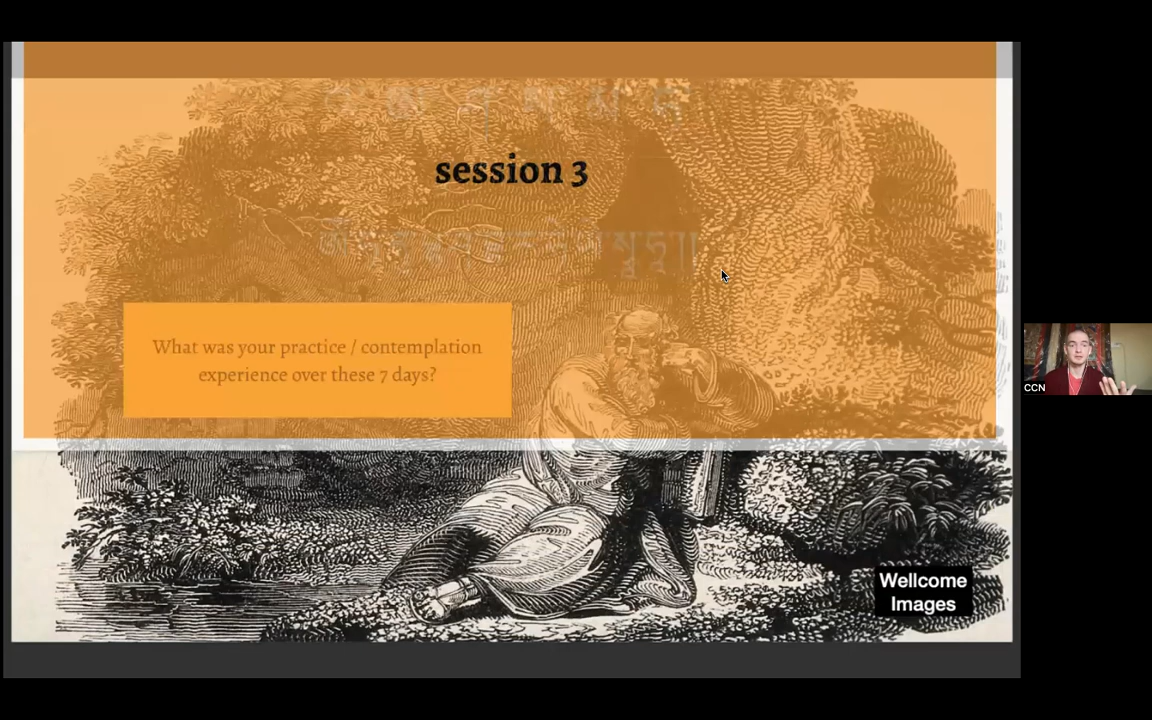 session 3
What was your practice / contemplation
experience over these 7 days?
Wellcome
Images
CCN